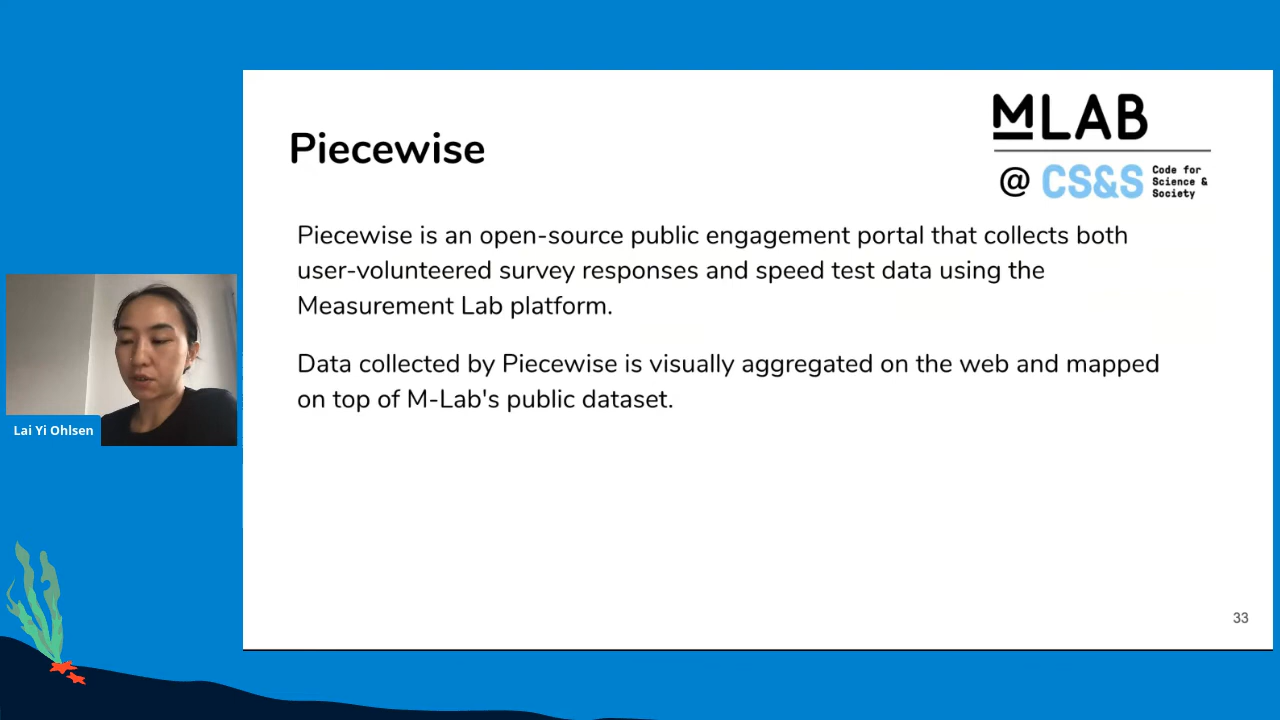 MLAB
Piecewise
@ CS&S Code for
Science &
Society
Piecewise is an open-source public engagement portal that collects both
user-volunteered survey responses and speed test data using the
Measurement Lab platform.
Data collected by Piecewise is visually aggregated on the web and mapped
on top of M-Lab's public dataset.
Lai Yi Ohlsen
33